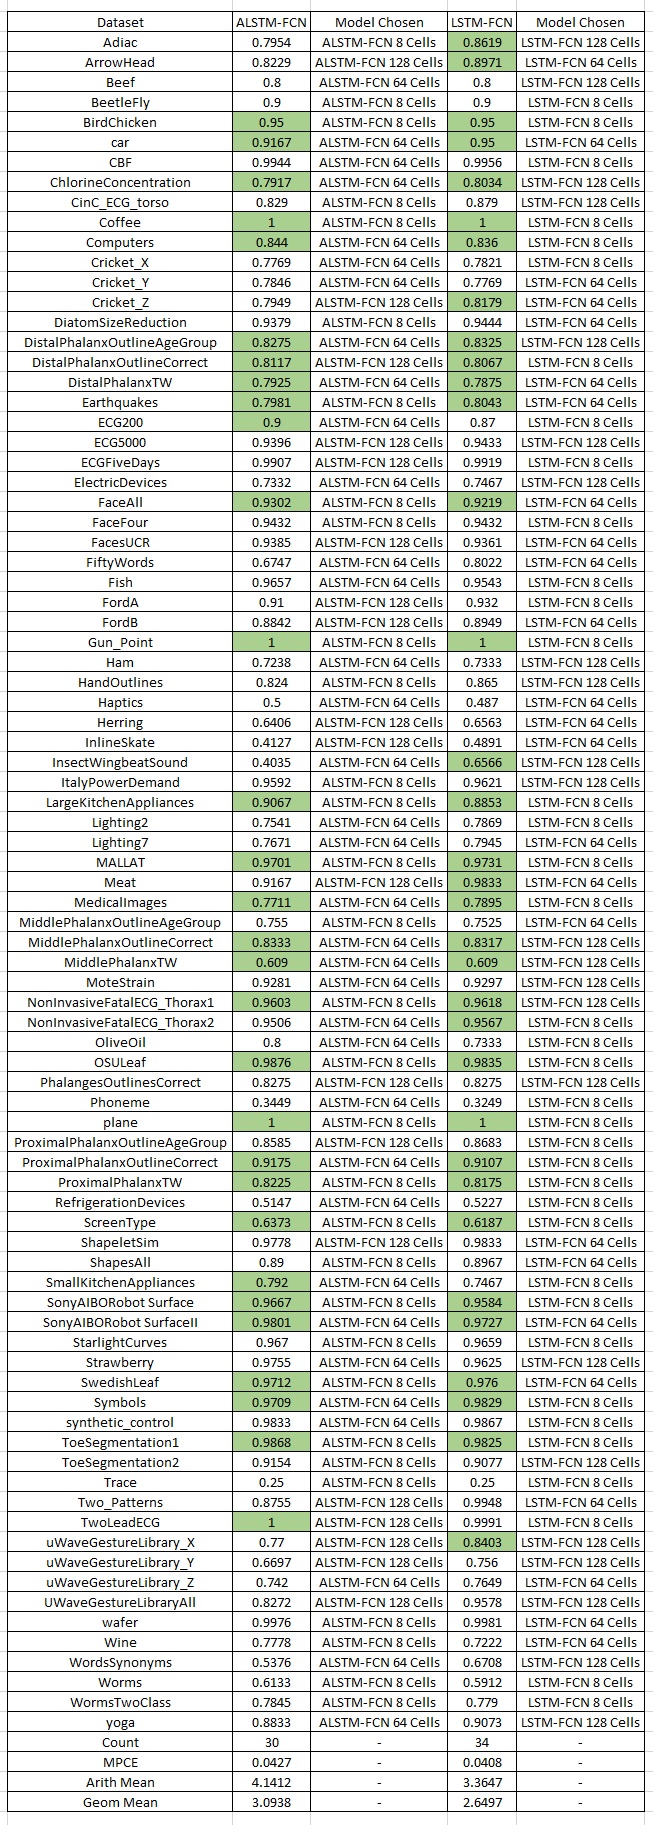 Dataset ALSTM-FCN Model Chosen LSTM-FCN Model Chosen
Adiac 0.7954 ALSTM-FCN 8 Cells 0.8619 LSTM-FCN 128 Cells
ArrowHead 0.8229 ALSTM-FCN 128 Cells 0.8971 LSTM-FCN 64 Cells
Beef 0.8 ALSTM-FCN 64 Cells 0.8 LSTM-FCN 128 Cells
BeetleFly 0.9 ALSTM-FCN 8 Cells 0.9 LSTM-FCN 8 Cells
BirdChicken 0.95 ALSTM-FCN 8 Cells 0.95 LSTM-FCN 64 Cells
car 0.9167 ALSTM-FCN 64 Cells 0.95 LSTM-FCN 64 Cells
CBF 0.9944 ALSTM-FCN 64 Cells 0.9956 LSTM-FCN 8 Cells
ChlorineConcentration 0.7917 ALSTM-FCN 64 Cells 0.8034 LSTM-FCN 128 Cells
CinC_ECG_torso 0.829 ALSTM-FCN 8 Cells 0.879 LSTM-FCN 128 Cells
Coffee 1 ALSTM-FCN 8 Cells 1 LSTM-FCN 8 Cells
Computers 0.844 ALSTM-FCN 64 Cells 0.836 LSTM-FCN 8 Cells
Cricket_X 0.7769 ALSTM-FCN 64 Cells 0.7821 LSTM-FCN 8 Cells
Cricket_Y 0.7846 ALSTM-FCN 64 Cells 0.7769 LSTM-FCN 8 Cells
Cricket_Z 0.7949 ALSTM-FCN 128 Cells 0.8179 LSTM-FCN 64 Cells
DiatomSizeReduction 0.9379 ALSTM-FCN 8 Cells 0.9444 LSTM-FCN 64 Cells
DistalPhalanxOutlineAgeGroup 0.8275 ALSTM-FCN 64 Cells 0.8325 LSTM-FCN 128 Cells
DistalPhalanxOutlineCorrect 0.8117 ALSTM-FCN 128 Cells 0.8067 LSTM-FCN 8 Cells
DistalPhalanxTW 0.7925 ALSTM-FCN 64 Cells 0.7875 LSTM-FCN 64 Cells
Earthquakes 0.7981 ALSTM-FCN 8 Cells 0.8043 LSTM-FCN 128 Cells
ECG200 0.9 ALSTM-FCN 64 Cells 0.87 LSTM-FCN 8 Cells
ECG5000 0.9396 ALSTM-FCN 128 Cells 0.9433 LSTM-FCN 128 Cells
ECGFiveDays 0.9907 ALSTM-FCN 128 Cells 0.9919 LSTM-FCN 8 Cells
ElectricDevices 0.7332 ALSTM-FCN 64 Cells 0.7467 LSTM-FCN 128 Cells
FaceAll 0.9302 ALSTM-FCN 8 Cells 0.9219 LSTM-FCN 64 Cells
FaceFour 0.9432 ALSTM-FCN 8 Cells 0.9432 LSTM-FCN 8 Cells
FacesUCR 0.9385 ALSTM-FCN 128 Cells 0.9361 LSTM-FCN 64 Cells
FiftyWords 0.6747 ALSTM-FCN 64 Cells 0.8022 LSTM-FCN 64 Cells
Fish 0.9657 ALSTM-FCN 64 Cells 0.9543 LSTM-FCN 8 Cells
FordA 0.91 ALSTM-FCN 128 Cells 0.932 LSTM-FCN 8 Cells
FordB 0.8842 ALSTM-FCN 64 Cells 0.8949 LSTM-FCN 64 Cells
Gun_Point 1 ALSTM-FCN 8 Cells 1 LSTM-FCN 8 Cells
Ham 0.7238 ALSTM-FCN 64 Cells 0.7333 LSTM-FCN 128 Cells
HandOutlines 0.824 ALSTM-FCN 8 Cells 0.865 LSTM-FCN 128 Cells
Haptics 0.5 ALSTM-FCN 64 Cells 0.487 LSTM-FCN 64 Cells
Herring 0.6406 ALSTM-FCN 128 Cells 0.6563 LSTM-FCN 64 Cells
InlineSkate 0.4127 ALSTM-FCN 128 Cells 0.4891 LSTM-FCN 64 Cells
InsectWingbeatSound 0.4035 ALSTM-FCN 64 Cells 0.6566 LSTM-FCN 64 Cells
ItalyPowerDemand 0.9592 ALSTM-FCN 8 Cells 0.9621 LSTM-FCN 128 Cells
LargeKitchenAppliances 0.9067 ALSTM-FCN 8 Cells 0.8853 LSTM-FCN 8 Cells
Lighting2 0.7541 ALSTM-FCN 64 Cells 0.7869 LSTM-FCN 128 Cells
Lighting7 0.7671 ALSTM-FCN 64 Cells 0.7945 LSTM-FCN 128 Cells
MALLAT 0.9701 ALSTM-FCN 8 Cells 0.9731 LSTM-FCN 8 Cells
Meat 0.9167 ALSTM-FCN 128 Cells 0.9833 LSTM-FCN 64 Cells
MedicalImages 0.7711 ALSTM-FCN 64 Cells 0.7895 LSTM-FCN 128 Cells
MiddlePhalanxOutlineAgeGroup 0.755 ALSTM-FCN 8 Cells 0.7525 LSTM-FCN 64 Cells
MiddlePhalanxOutlineCorrect 0.8333 ALSTM-FCN 64 Cells 0.8317 LSTM-FCN 128 Cells
MiddlePhalanxTW 0.609 ALSTM-FCN 64 Cells 0.609 LSTM-FCN 128 Cells
MoteStrain 0.9281 ALSTM-FCN 64 Cells 0.9297 LSTM-FCN 128 Cells
NonInvasiveFatalECG_Thorax1 0.9603 ALSTM-FCN 8 Cells 0.9618 LSTM-FCN 128 Cells
NonInvasiveFatalECG_Thorax2 0.9506 ALSTM-FCN 64 Cells 0.9567 LSTM-FCN 8 Cells
OliveOil 0.8 ALSTM-FCN 64 Cells 0.7333 LSTM-FCN 8 Cells
OSULeaf 0.9876 ALSTM-FCN 64 Cells 0.9835 LSTM-FCN 8 Cells
PhalangesOutlinesCorrect 0.8275 ALSTM-FCN 128 Cells 0.8275 LSTM-FCN 128 Cells
Phoneme 0.3449 ALSTM-FCN 64 Cells 0.3249 LSTM-FCN 8 Cells
plane 1 ALSTM-FCN 8 Cells 1 LSTM-FCN 8 Cells
ProximalPhalanxOutlineAgeGroup 0.8585 ALSTM-FCN 128 Cells 0.8683 LSTM-FCN 8 Cells
ProximalPhalanxOutlineCorrect 0.9175 ALSTM-FCN 64 Cells 0.9107 LSTM-FCN 8 Cells
ProximalPhalanxTW 0.8225 ALSTM-FCN 8 Cells 0.8175 LSTM-FCN 8 Cells
RefrigerationDevices 0.5147 ALSTM-FCN 64 Cells 0.5227 LSTM-FCN 8 Cells
ScreenType 0.6373 ALSTM-FCN 8 Cells 0.6187 LSTM-FCN 8 Cells
ShapeletSim 0.9778 ALSTM-FCN 128 Cells 0.9833 LSTM-FCN 64 Cells
ShapesAll 0.89 ALSTM-FCN 8 Cells 0.8967 LSTM-FCN 64 Cells
SmallKitchenAppliances 0.792 ALSTM-FCN 64 Cells 0.7467 LSTM-FCN 8 Cells
SonyAIBORobot Surface 0.9667 ALSTM-FCN 8 Cells 0.9584 LSTM-FCN 8 Cells
SonyAIBORobot SurfaceII 0.9801 ALSTM-FCN 64 Cells 0.9727 LSTM-FCN 64 Cells
StarlightCurves 0.967 ALSTM-FCN 8 Cells 0.9659 LSTM-FCN 8 Cells
Strawberry 0.9755 ALSTM-FCN 64 Cells 0.9625 LSTM-FCN 128 Cells
SwedishLeaf 0.9712 ALSTM-FCN 8 Cells 0.976 LSTM-FCN 64 Cells
Symbols 0.9709 ALSTM-FCN 64 Cells 0.9829 LSTM-FCN 8 Cells
synthetic_control 0.9833 ALSTM-FCN 64 Cells 0.9867 LSTM-FCN 8 Cells
ToeSegmentation1 0.9868 ALSTM-FCN 8 Cells 0.9825 LSTM-FCN 8 Cells
ToeSegmentation2 0.9154 ALSTM-FCN 8 Cells 0.9077 LSTM-FCN 128 Cells
Trace 0.25 ALSTM-FCN 64 Cells 0.25 LSTM-FCN 8 Cells
Two_Patterns 0.8755 ALSTM-FCN 128 Cells 0.9948 LSTM-FCN 64 Cells
TwoLeadECG 1 ALSTM-FCN 128 Cells 0.9991 LSTM-FCN 8 Cells
uWaveGestureLibrary_X 0.77 ALSTM-FCN 128 Cells 0.8403 LSTM-FCN 128 Cells
uWaveGestureLibrary_Y 0.6697 ALSTM-FCN 128 Cells 0.756 LSTM-FCN 128 Cells
uWaveGestureLibrary_Z 0.742 ALSTM-FCN 64 Cells 0.7649 LSTM-FCN 64 Cells
UWaveGestureLibraryAll 0.8272 ALSTM-FCN 128 Cells 0.9578 LSTM-FCN 128 Cells
wafer 0.9976 ALSTM-FCN 8 Cells 0.9981 LSTM-FCN 64 Cells
Wine 0.7778 ALSTM-FCN 8 Cells 0.7222 LSTM-FCN 64 Cells
WordsSynonyms 0.5376 ALSTM-FCN 64 Cells 0.6708 LSTM-FCN 128 Cells
Worms 0.6133 ALSTM-FCN 8 Cells 0.5912 LSTM-FCN 8 Cells
WormsTwoClass 0.7845 ALSTM-FCN 8 Cells 0.779 LSTM-FCN 8 Cells
yoga 0.8833 ALSTM-FCN 64 Cells 0.9073 LSTM-FCN 128 Cells
Count 30 - 34 -
MPCE 0.0427 - 0.0408 -
Arith Mean 4.1412 - 3.3647 -
Geom Mean 3.0938 - 2.6497 -